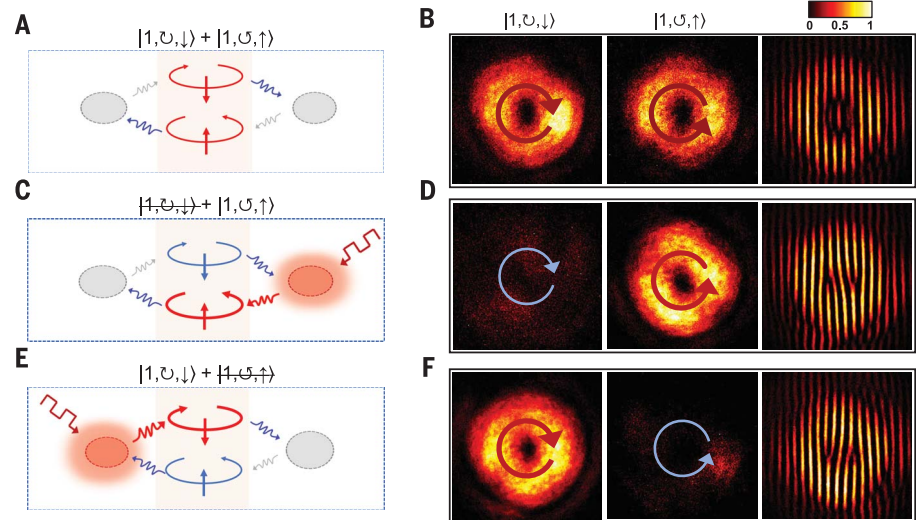 A
|1,↻,↓⟩ + |1,↺,↑⟩
B
|1,↻,↓⟩
|1,↺,↑⟩
0 0.5 1
C
|1,↻,↓⟩ + |1,↺,↑⟩
D
E
|1,↻,↓⟩ + |1,↺,↑⟩
F